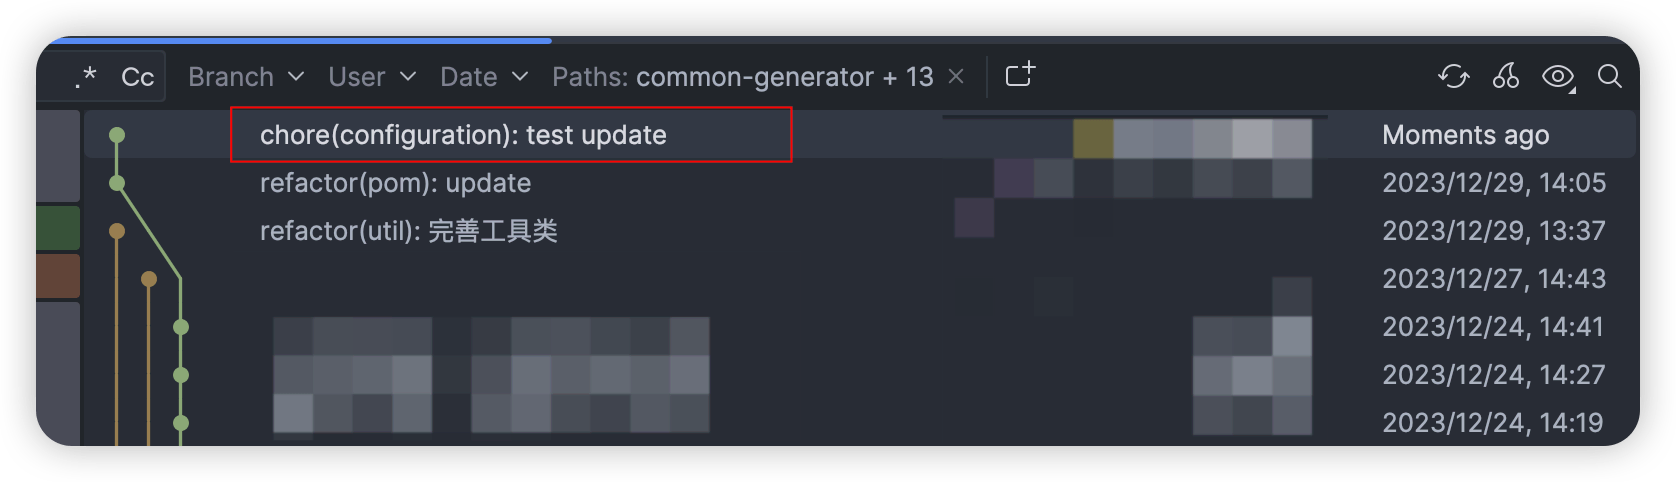 .* Cc Branch User Date Paths: common-generator + 13
chore(configuration): test update Moments ago
refactor(pom): update 2023/12/29, 14:05
refactor(util): 完善工具类 2023/12/29, 13:37
2023/12/27, 14:43
2023/12/24, 14:41
2023/12/24, 14:27
2023/12/24, 14:19